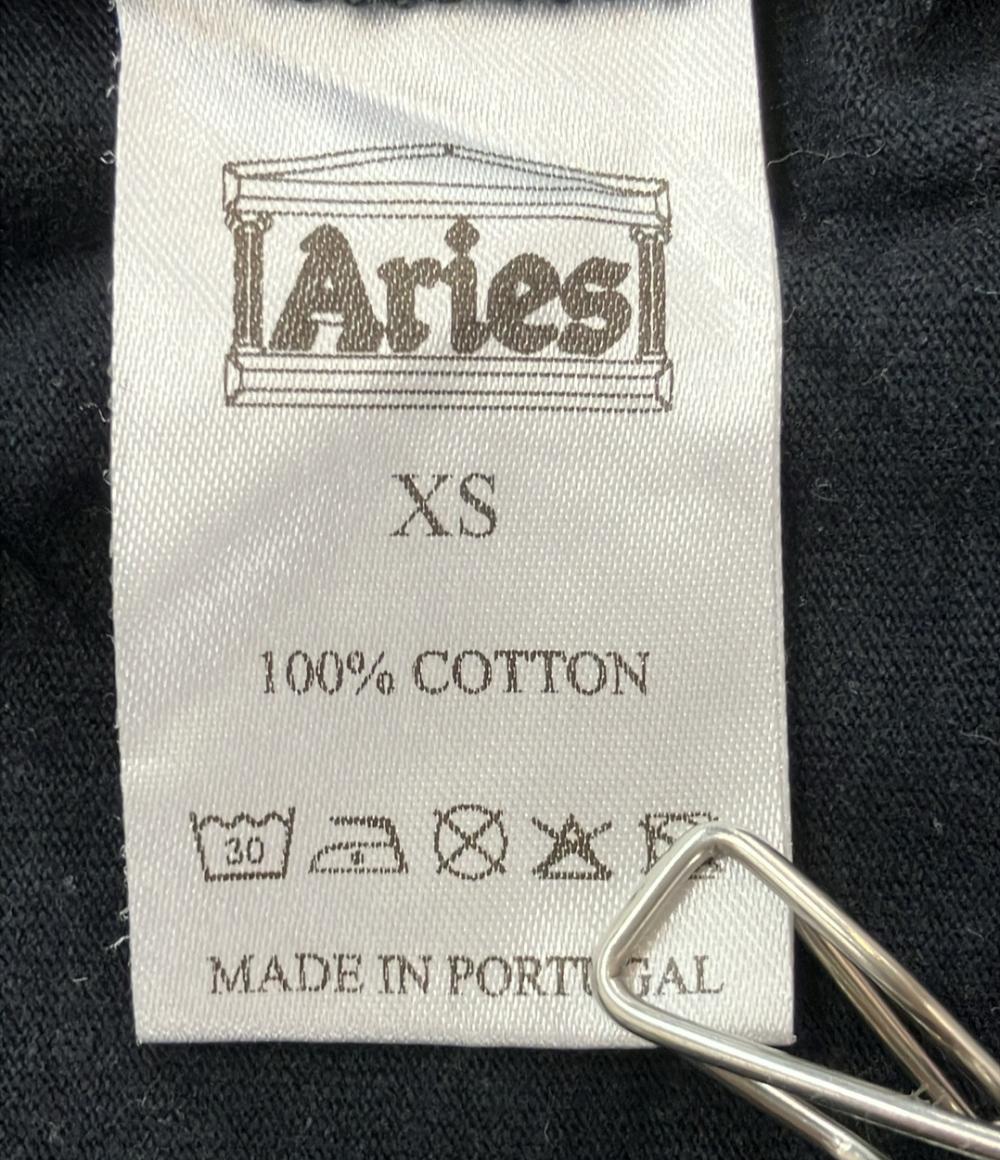 Aries
XS
100% COTTON
30
MADE IN PORTUGAL